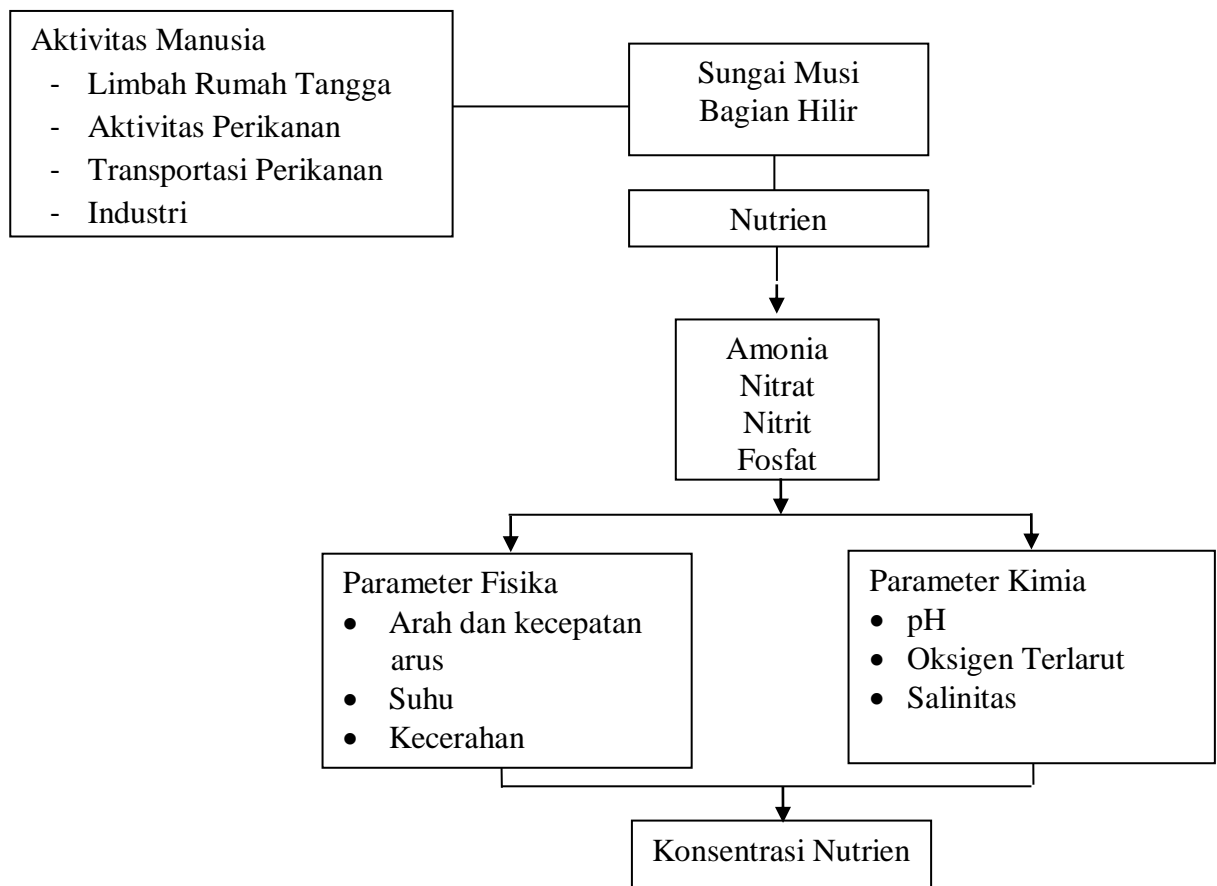 Aktivitas Manusia
- Limbah Rumah Tangga
- Aktivitas Perikanan
- Transportasi Perikanan
- Industri
Sungai Musi
Bagian Hilir
Nutrien
Amonia
Nitrat
Nitrit
Fosfat
Parameter Fisika
• Arah dan kecepatan
arus
• Suhu
• Kecerahan
Parameter Kimia
• pH
• Oksigen Terlarut
• Salinitas
Konsentrasi Nutrien